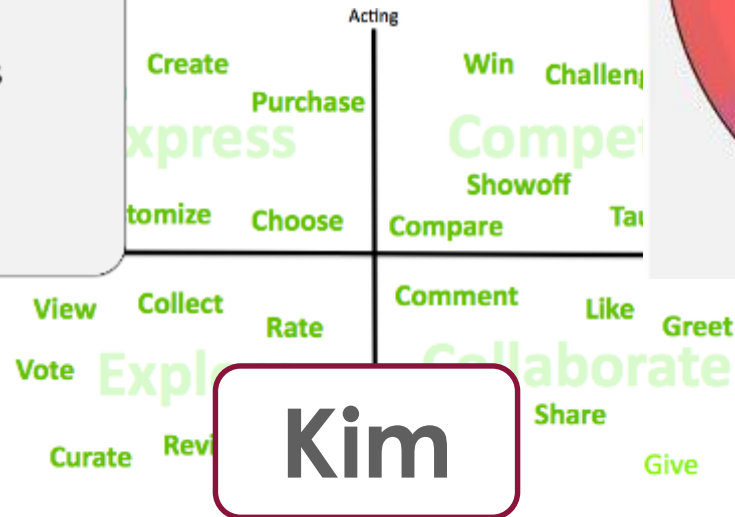 Acting
Create
Win
Purchase
Showoff
Choose
Compare
View
Collect
Comment
Like
Rate
Greet
Vote
Share
Curate
Give
Kim